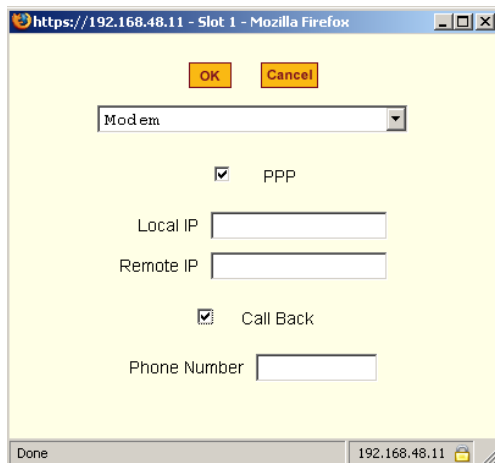 https://192.168.48.11 - Slot 1 - Mozilla Firefox
OK Cancel
Modem
PPP
Local IP
Remote IP
Call Back
Phone Number
Done 192.168.48.11